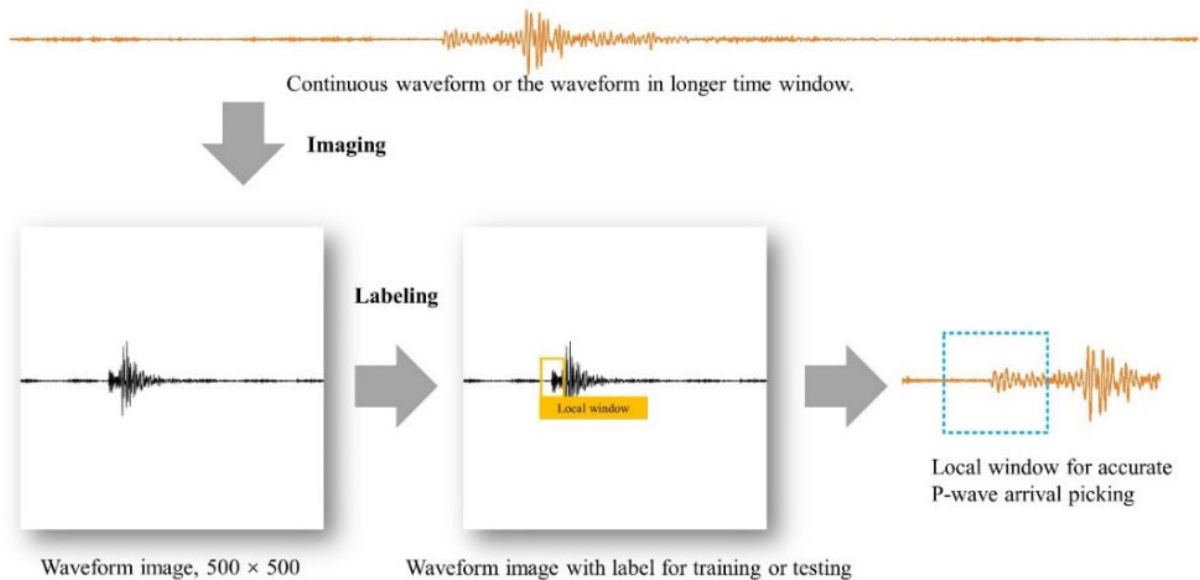 Continuous waveform or the waveform in longer time window.
Imaging
Labeling
Local window
Local window for accurate
P-wave arrival picking
Waveform image, 500 × 500
Waveform image with label for training or testing